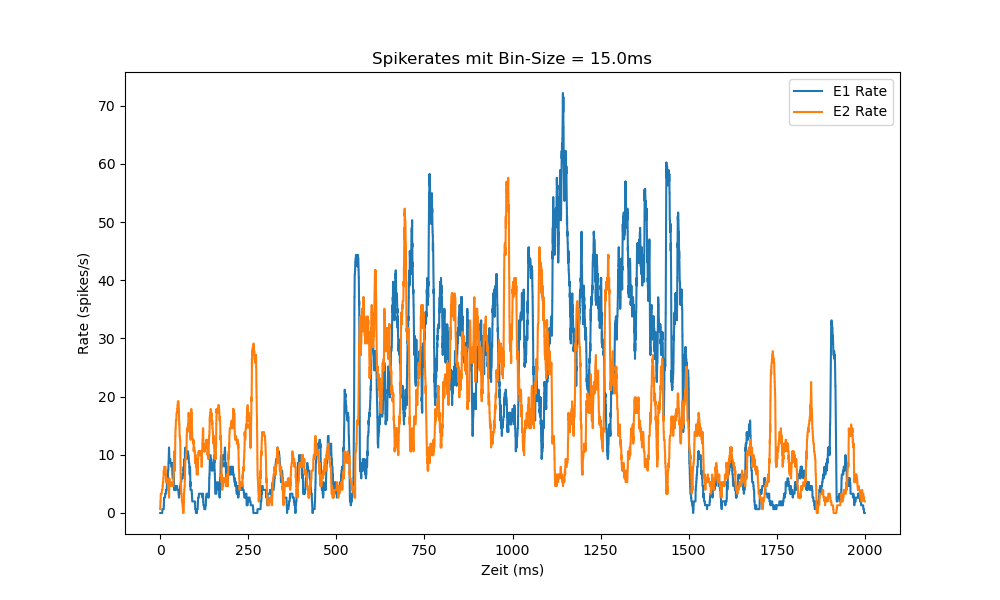 Spikerates mit Bin-Size = 15.0ms
E1 Rate
E2 Rate
Rate (spikes/s)
70
60
50
40
30
20
10
0
0 250 500 750 1000 1250 1500 1750 2000
Zeit (ms)